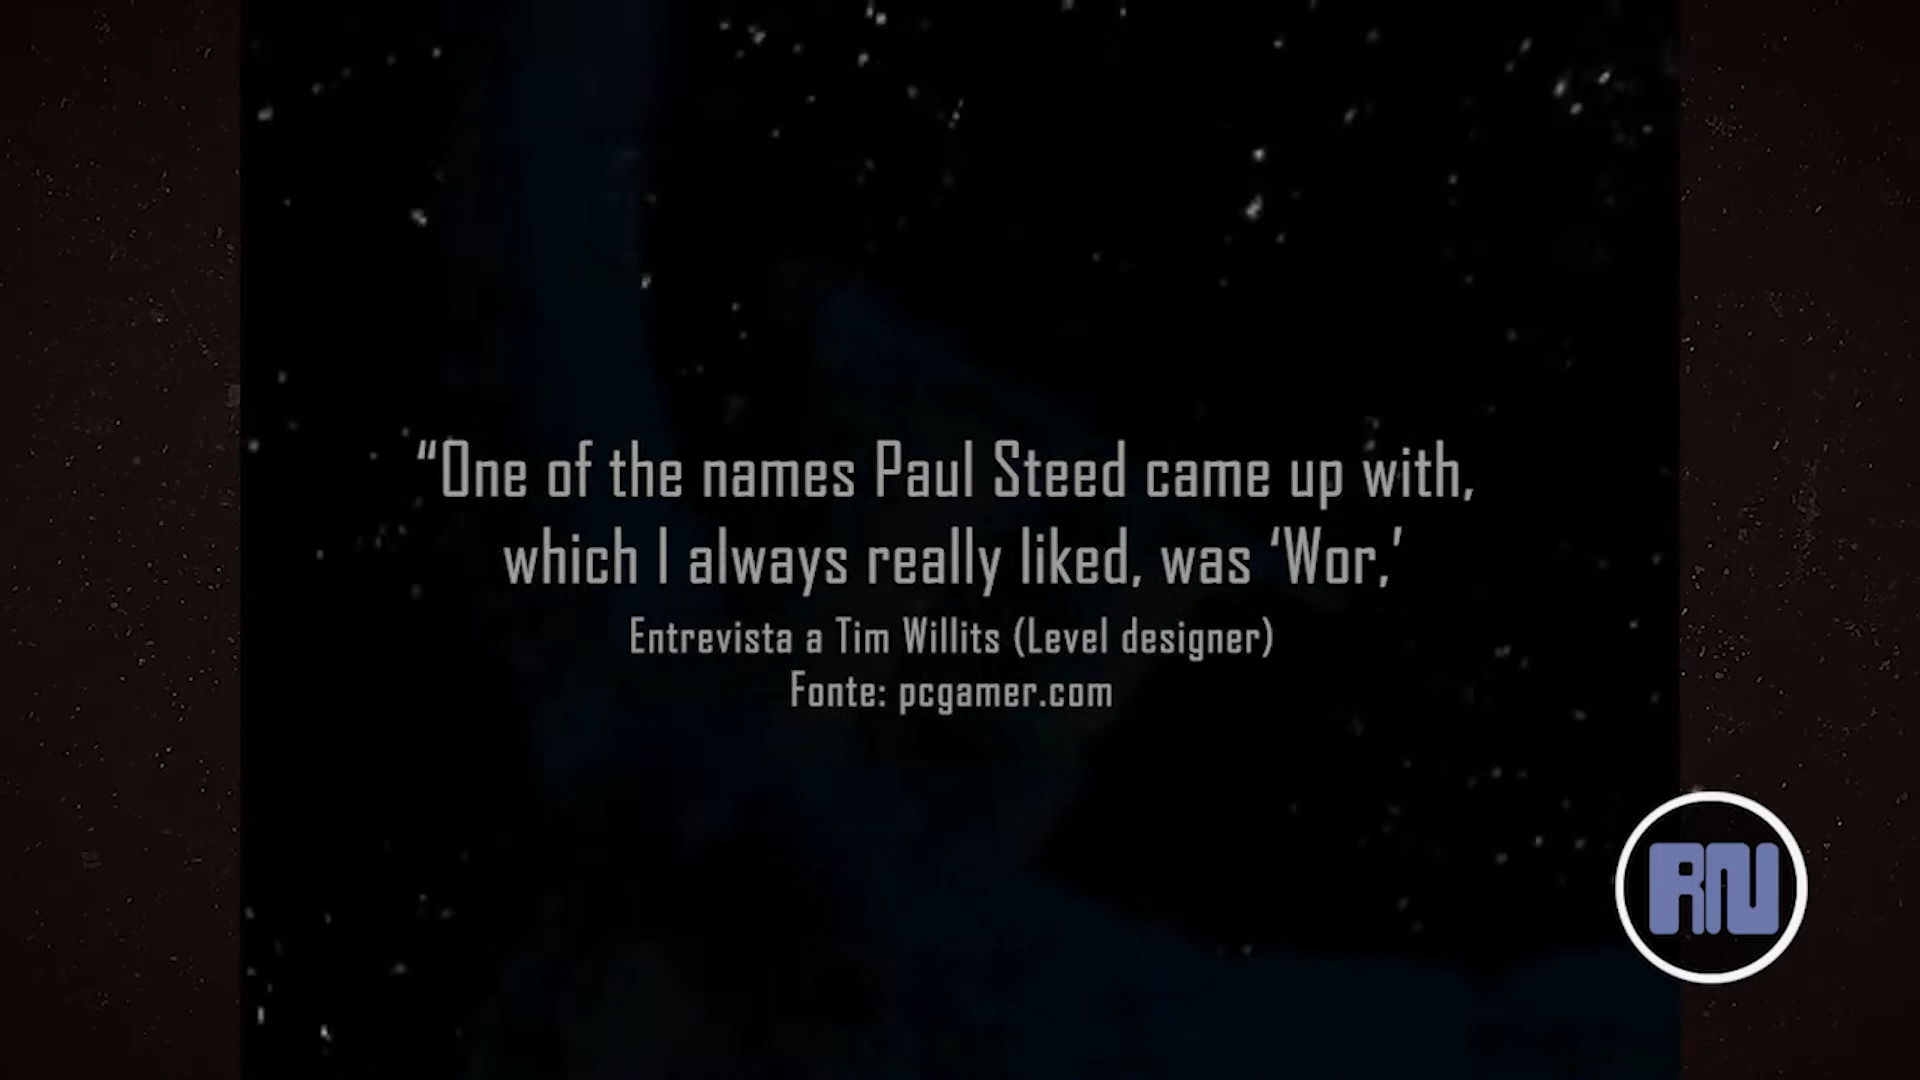 “One of the names Paul Steed came up with,
which I always really liked, was ‘Wor,’
Entrevista a Tim Willits (Level designer)
Fonte: pcgamer.com
RN